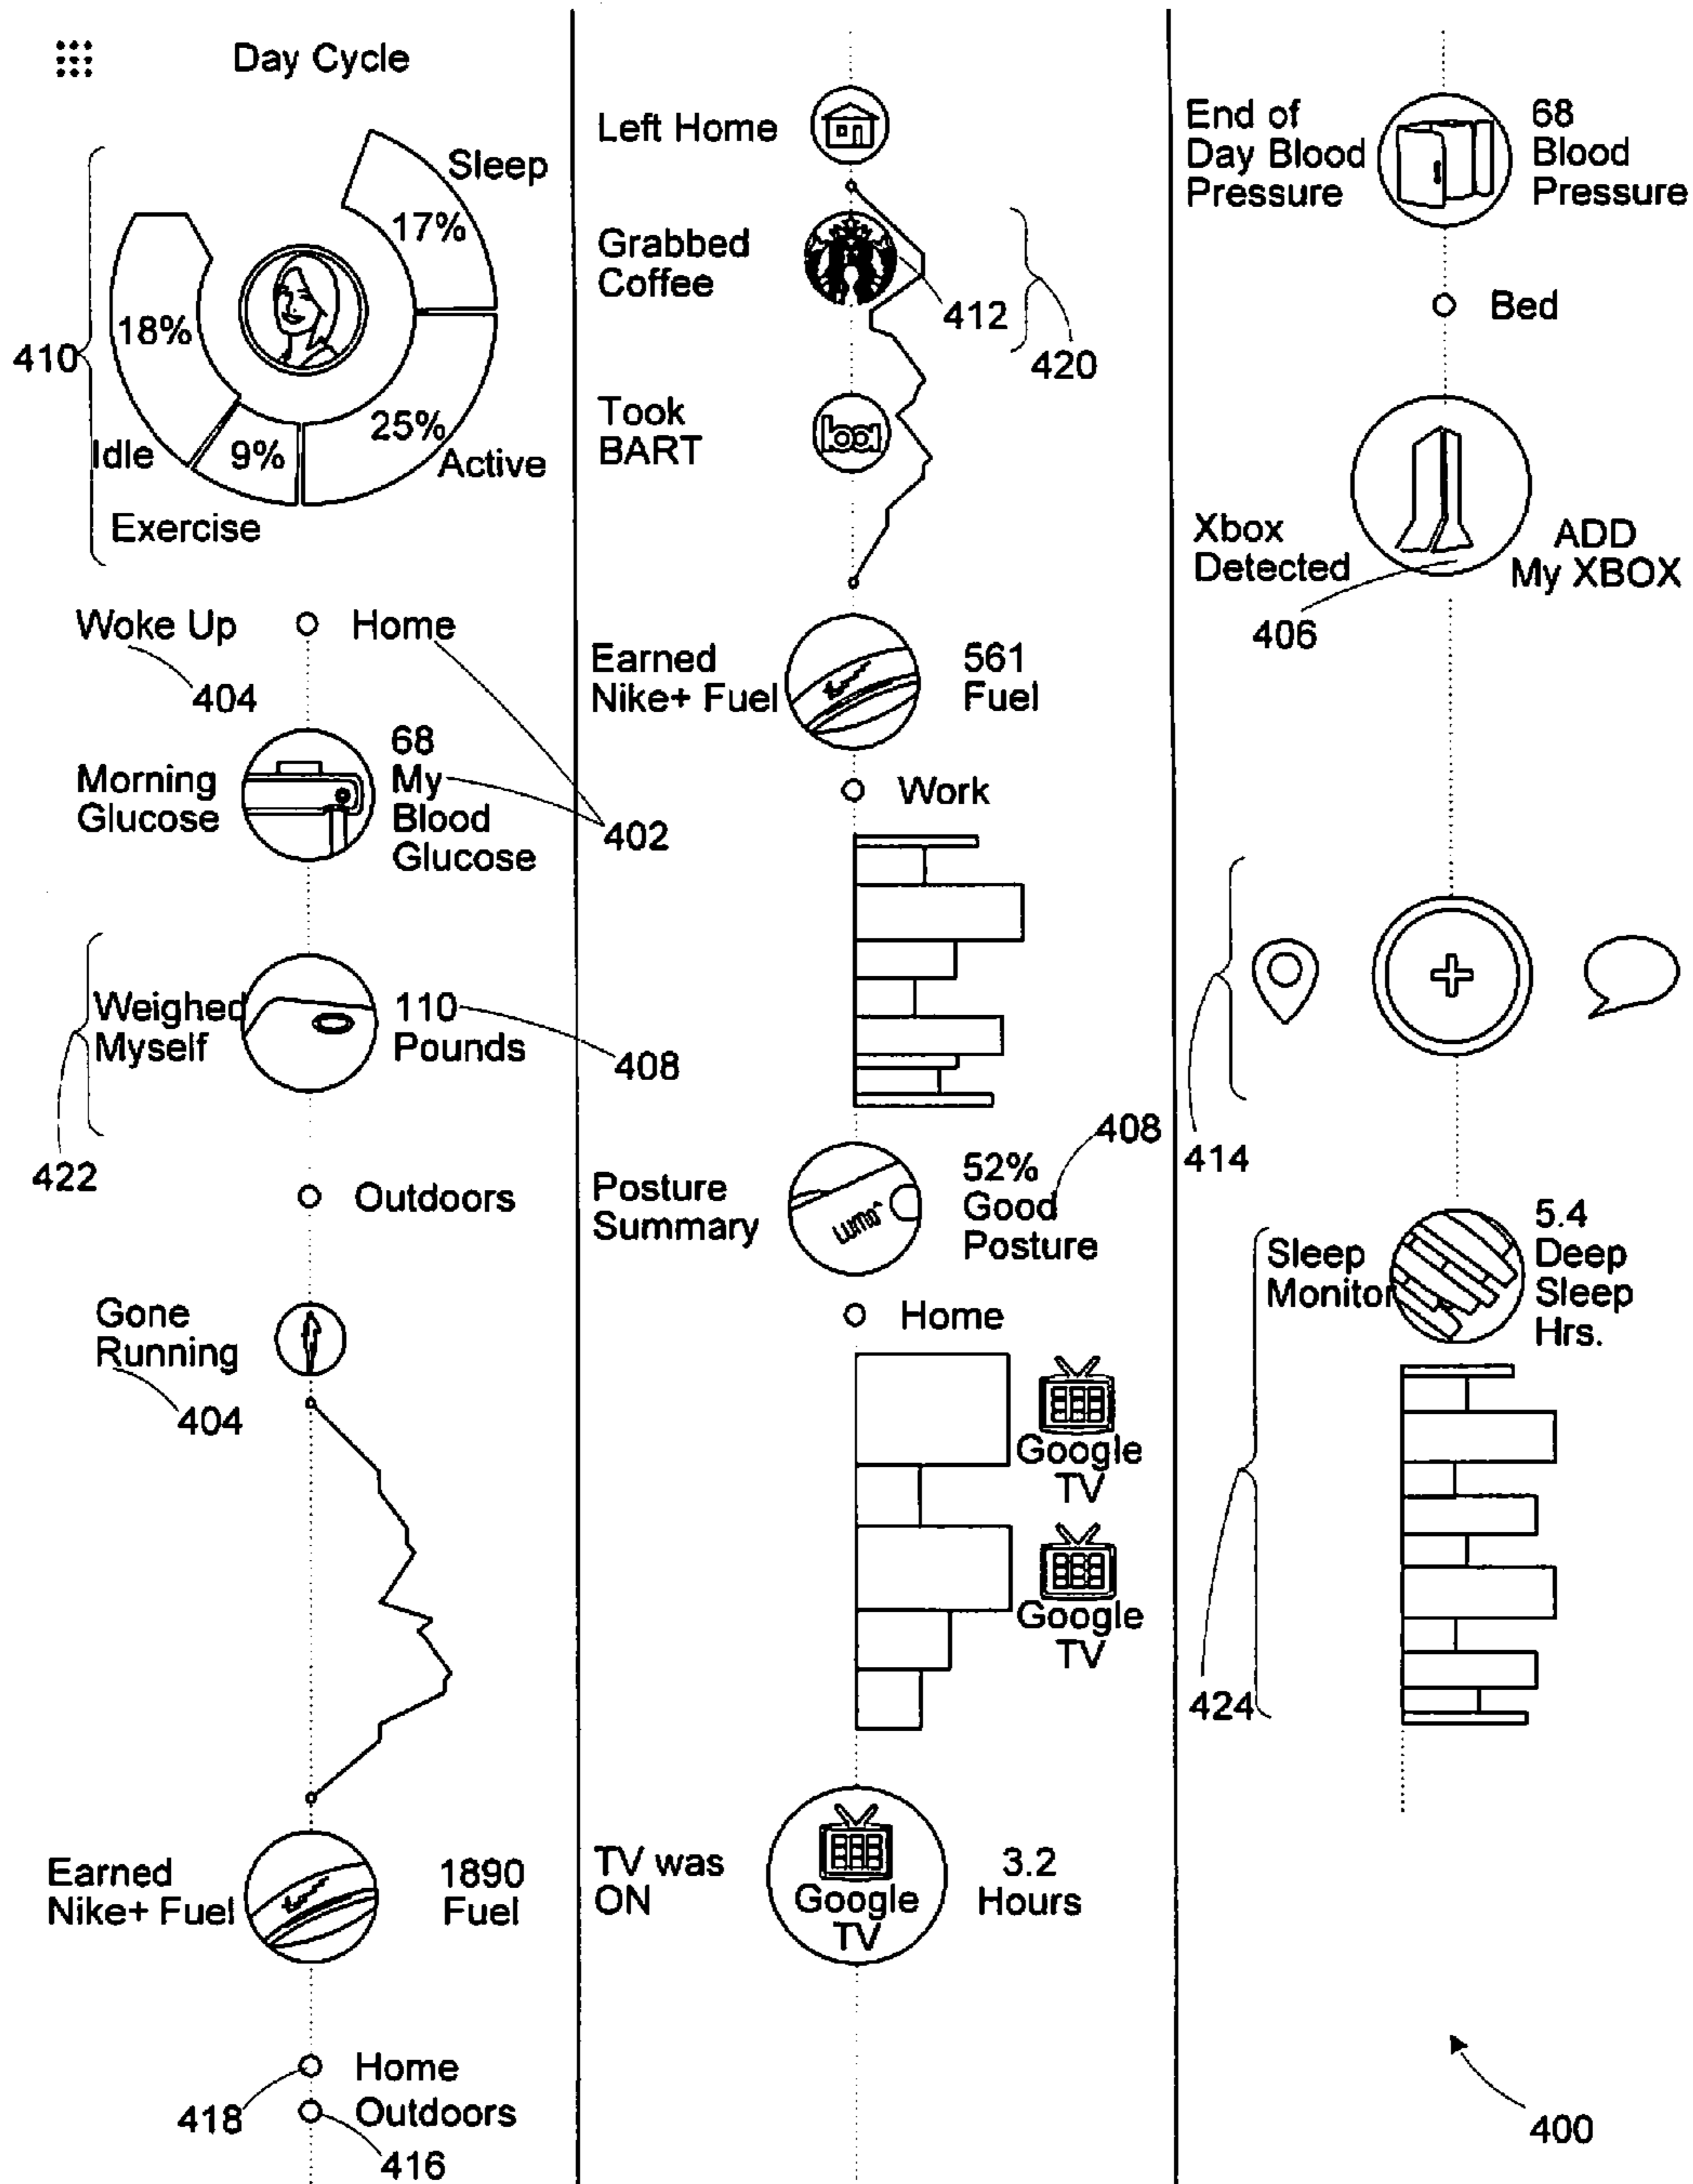 Day Cycle
Sleep
17%
18%
410
25%
Idle
9%
Active
Exercise
Woke Up
Home
404
68
Morning
My
Glucose
Blood
Glucose
402
Weighed
110
Myself
Pounds
408
422
Outdoors
Gone
Running
404
Earned
1890
Nike+ Fuel
Fuel
Home
418
Outdoors
416
Left Home
Grabbed
Coffee
412
420
Took
BART
Earned
561
Nike+ Fuel
Fuel
Work
408
Posture
52%
Summary
Good
Posture
LUMO
Home
Google
TV
Google
TV
TV was
3.2
ON
Hours
Google
TV
End of
68
Day Blood
Blood
Pressure
Pressure
Bed
Xbox
ADD
Detected
My XBOX
406
414
5.4
Sleep
Deep
Monitor
Sleep
Hrs.
424
400